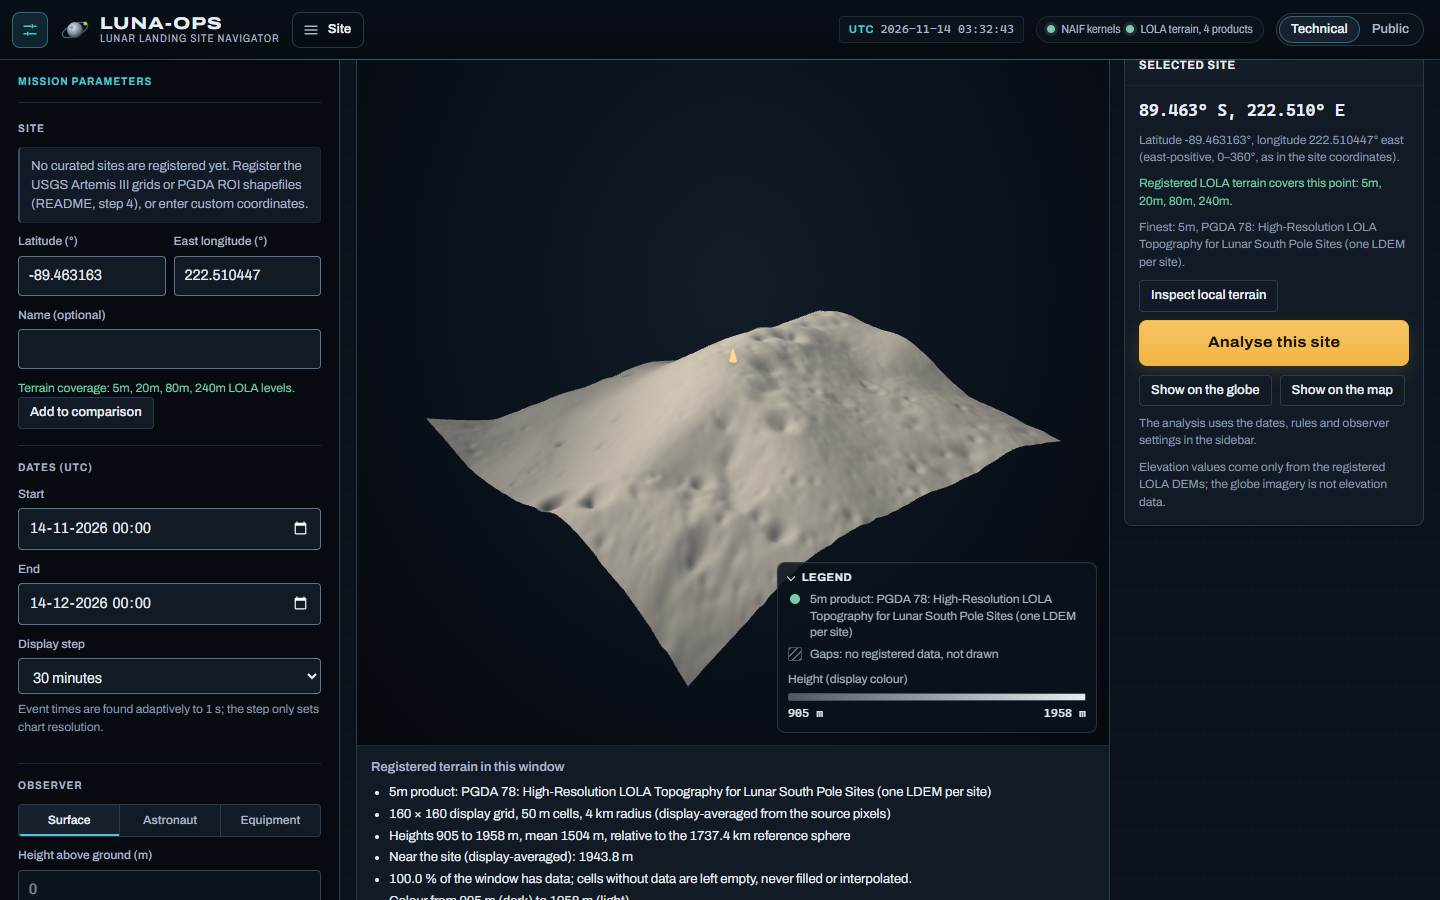 LUNA-OPS
LUNAR LANDING SITE NAVIGATOR
Site
UTC 2026-11-14 03:32:43
NAIF kernels
LOLA terrain, 4 products
Technical
Public
MISSION PARAMETERS
SITE
No curated sites are registered yet. Register the
USGS Artemis III grids or PGDA ROI shapefiles
(README, step 4), or enter custom coordinates.
Latitude (°)
East longitude (°)
-89.463163
222.510447
Name (optional)
Terrain coverage: 5m, 20m, 80m, 240m LOLA levels.
Add to comparison
DATES (UTC)
Start
14-11-2026 00:00
End
14-12-2026 00:00
Display step
30 minutes
Event times are found adaptively to 1 s; the step only sets
chart resolution.
OBSERVER
Surface
Astronaut
Equipment
Height above ground (m)
0
LEGEND
5m product: PGDA 78: High-Resolution LOLA
Topography for Lunar South Pole Sites (one LDEM
per site)
Gaps: no registered data, not drawn
Height (display colour)
905 m
1958 m
Registered terrain in this window
• 5m product: PGDA 78: High-Resolution LOLA Topography for Lunar South Pole Sites (one LDEM per site)
• 160 × 160 display grid, 50 m cells, 4 km radius (display-averaged from the source pixels)
• Heights 905 to 1958 m, mean 1504 m, relative to the 1737.4 km reference sphere
• Near the site (display-averaged): 1943.8 m
• 100.0 % of the window has data; cells without data are left empty, never filled or interpolated.
• Colour from 905 m (dark) to 1958 m (light)
SELECTED SITE
89.463° S, 222.510° E
Latitude -89.463163°, longitude 222.510447° east
(east-positive, 0–360°, as in the site coordinates).
Registered LOLA terrain covers this point: 5m,
20m, 80m, 240m.
Finest: 5m, PGDA 78: High-Resolution LOLA
Topography for Lunar South Pole Sites (one LDEM
per site).
Inspect local terrain
Analyse this site
Show on the globe
Show on the map
The analysis uses the dates, rules and observer
settings in the sidebar.
Elevation values come only from the registered
LOLA DEMs; the globe imagery is not elevation
data.